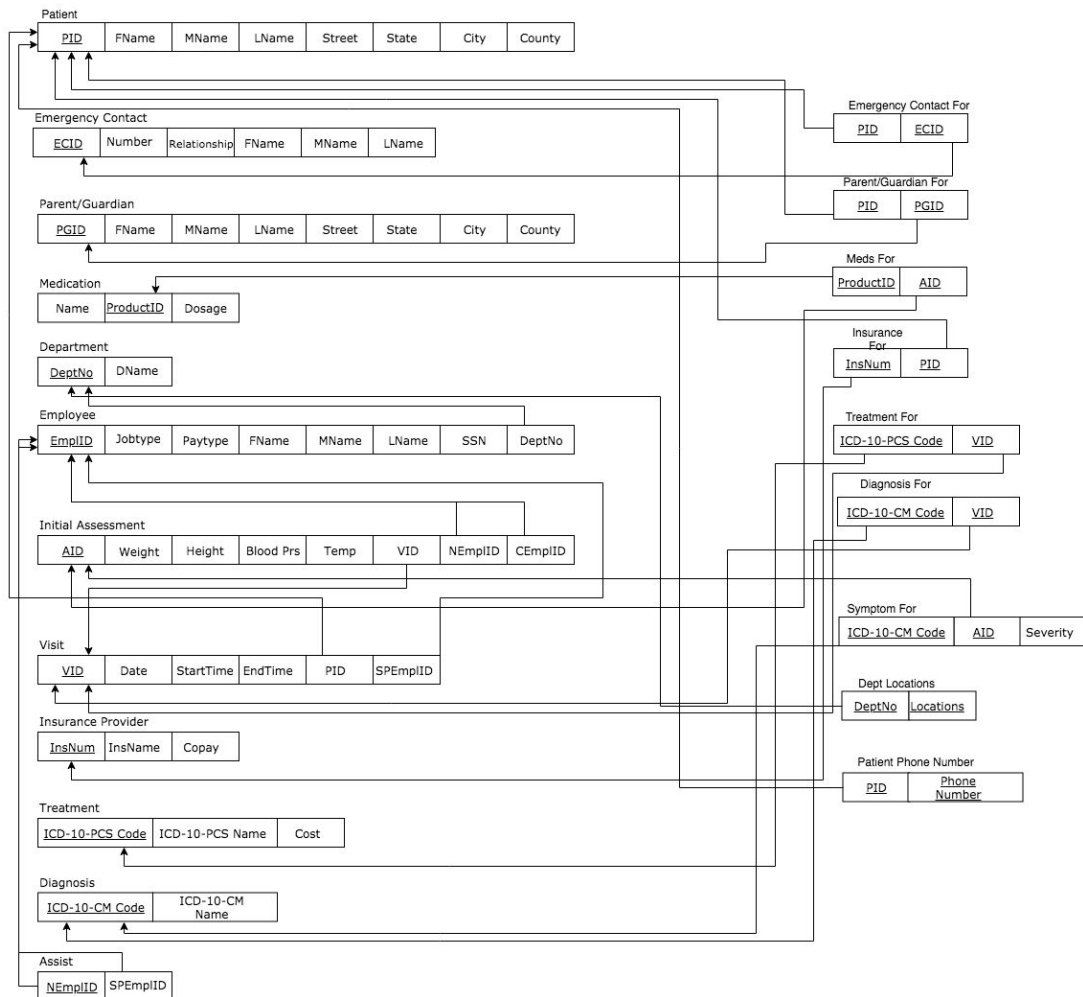 Patient
PID FName MName LName Street State City County
Emergency Contact
ECID Number Relationship FName MName LName
Parent/Guardian
PGID FName MName LName Street State City County
Medication
Name ProductID Dosage
Department
DeptNo DName
Employee
EmplID Jobtype Paytype FName MName LName SSN DeptNo
Initial Assessment
AID Weight Height Blood Prs Temp VID NEmplID CEmplID
Visit
VID Date StartTime EndTime PID SPEmplID
Insurance Provider
InsNum InsName Copay
Treatment
ICD-10-PCS Code ICD-10-PCS Name Cost
Diagnosis
ICD-10-CM Code ICD-10-CM
Name
Assist
NEmplID SPEmplID
Emergency Contact For
PID ECID
Parent/Guardian For
PID PGID
Meds For
ProductID AID
Insurance
For
InsNum PID
Treatment For
ICD-10-PCS Code VID
Diagnosis For
ICD-10-CM Code VID
Symptom For
ICD-10-CM Code AID Severity
Dept Locations
DeptNo Locations
Patient Phone Number
PID Phone
Number